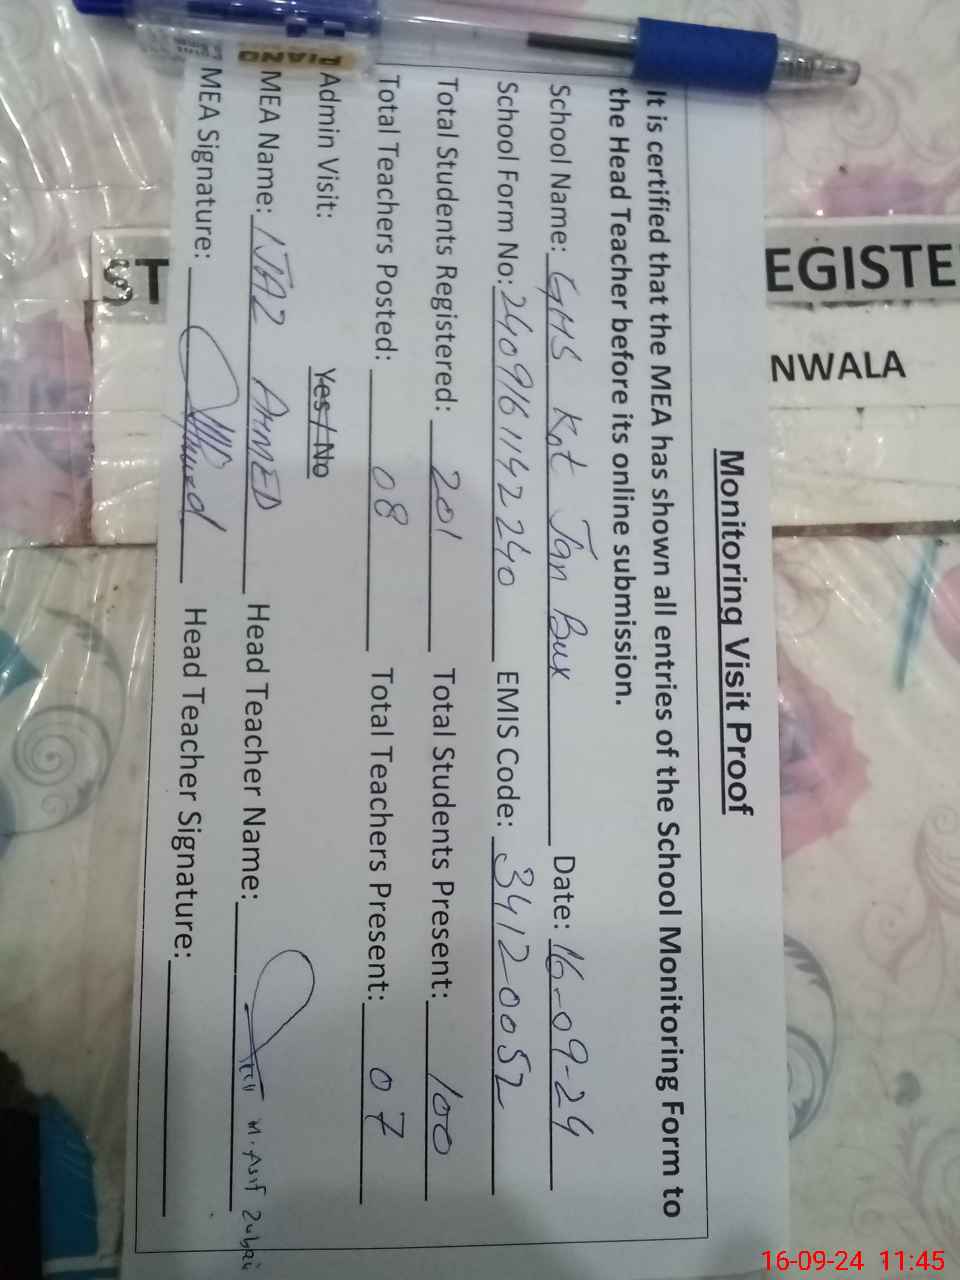 Monitoring Visit Proof
It is certified that the MEA has shown all entries of the School Monitoring Form to
the Head Teacher before its online submission.
School Name: GHS Kot Jan Bux Date: 16-09-24
School Form No: 2409161142240 EMIS Code: 34120052
Total Students Registered: 201 Total Students Present: 100
Total Teachers Posted: 08 Total Teachers Present: 07
Admin Visit: Yes / No
MEA Name: NJAZ AHMED Head Teacher Name: M. Asif Zubair
MEA Signature: Head Teacher Signature:
ST EGISTE
NWALA
PIANO
16-09-24 11:45